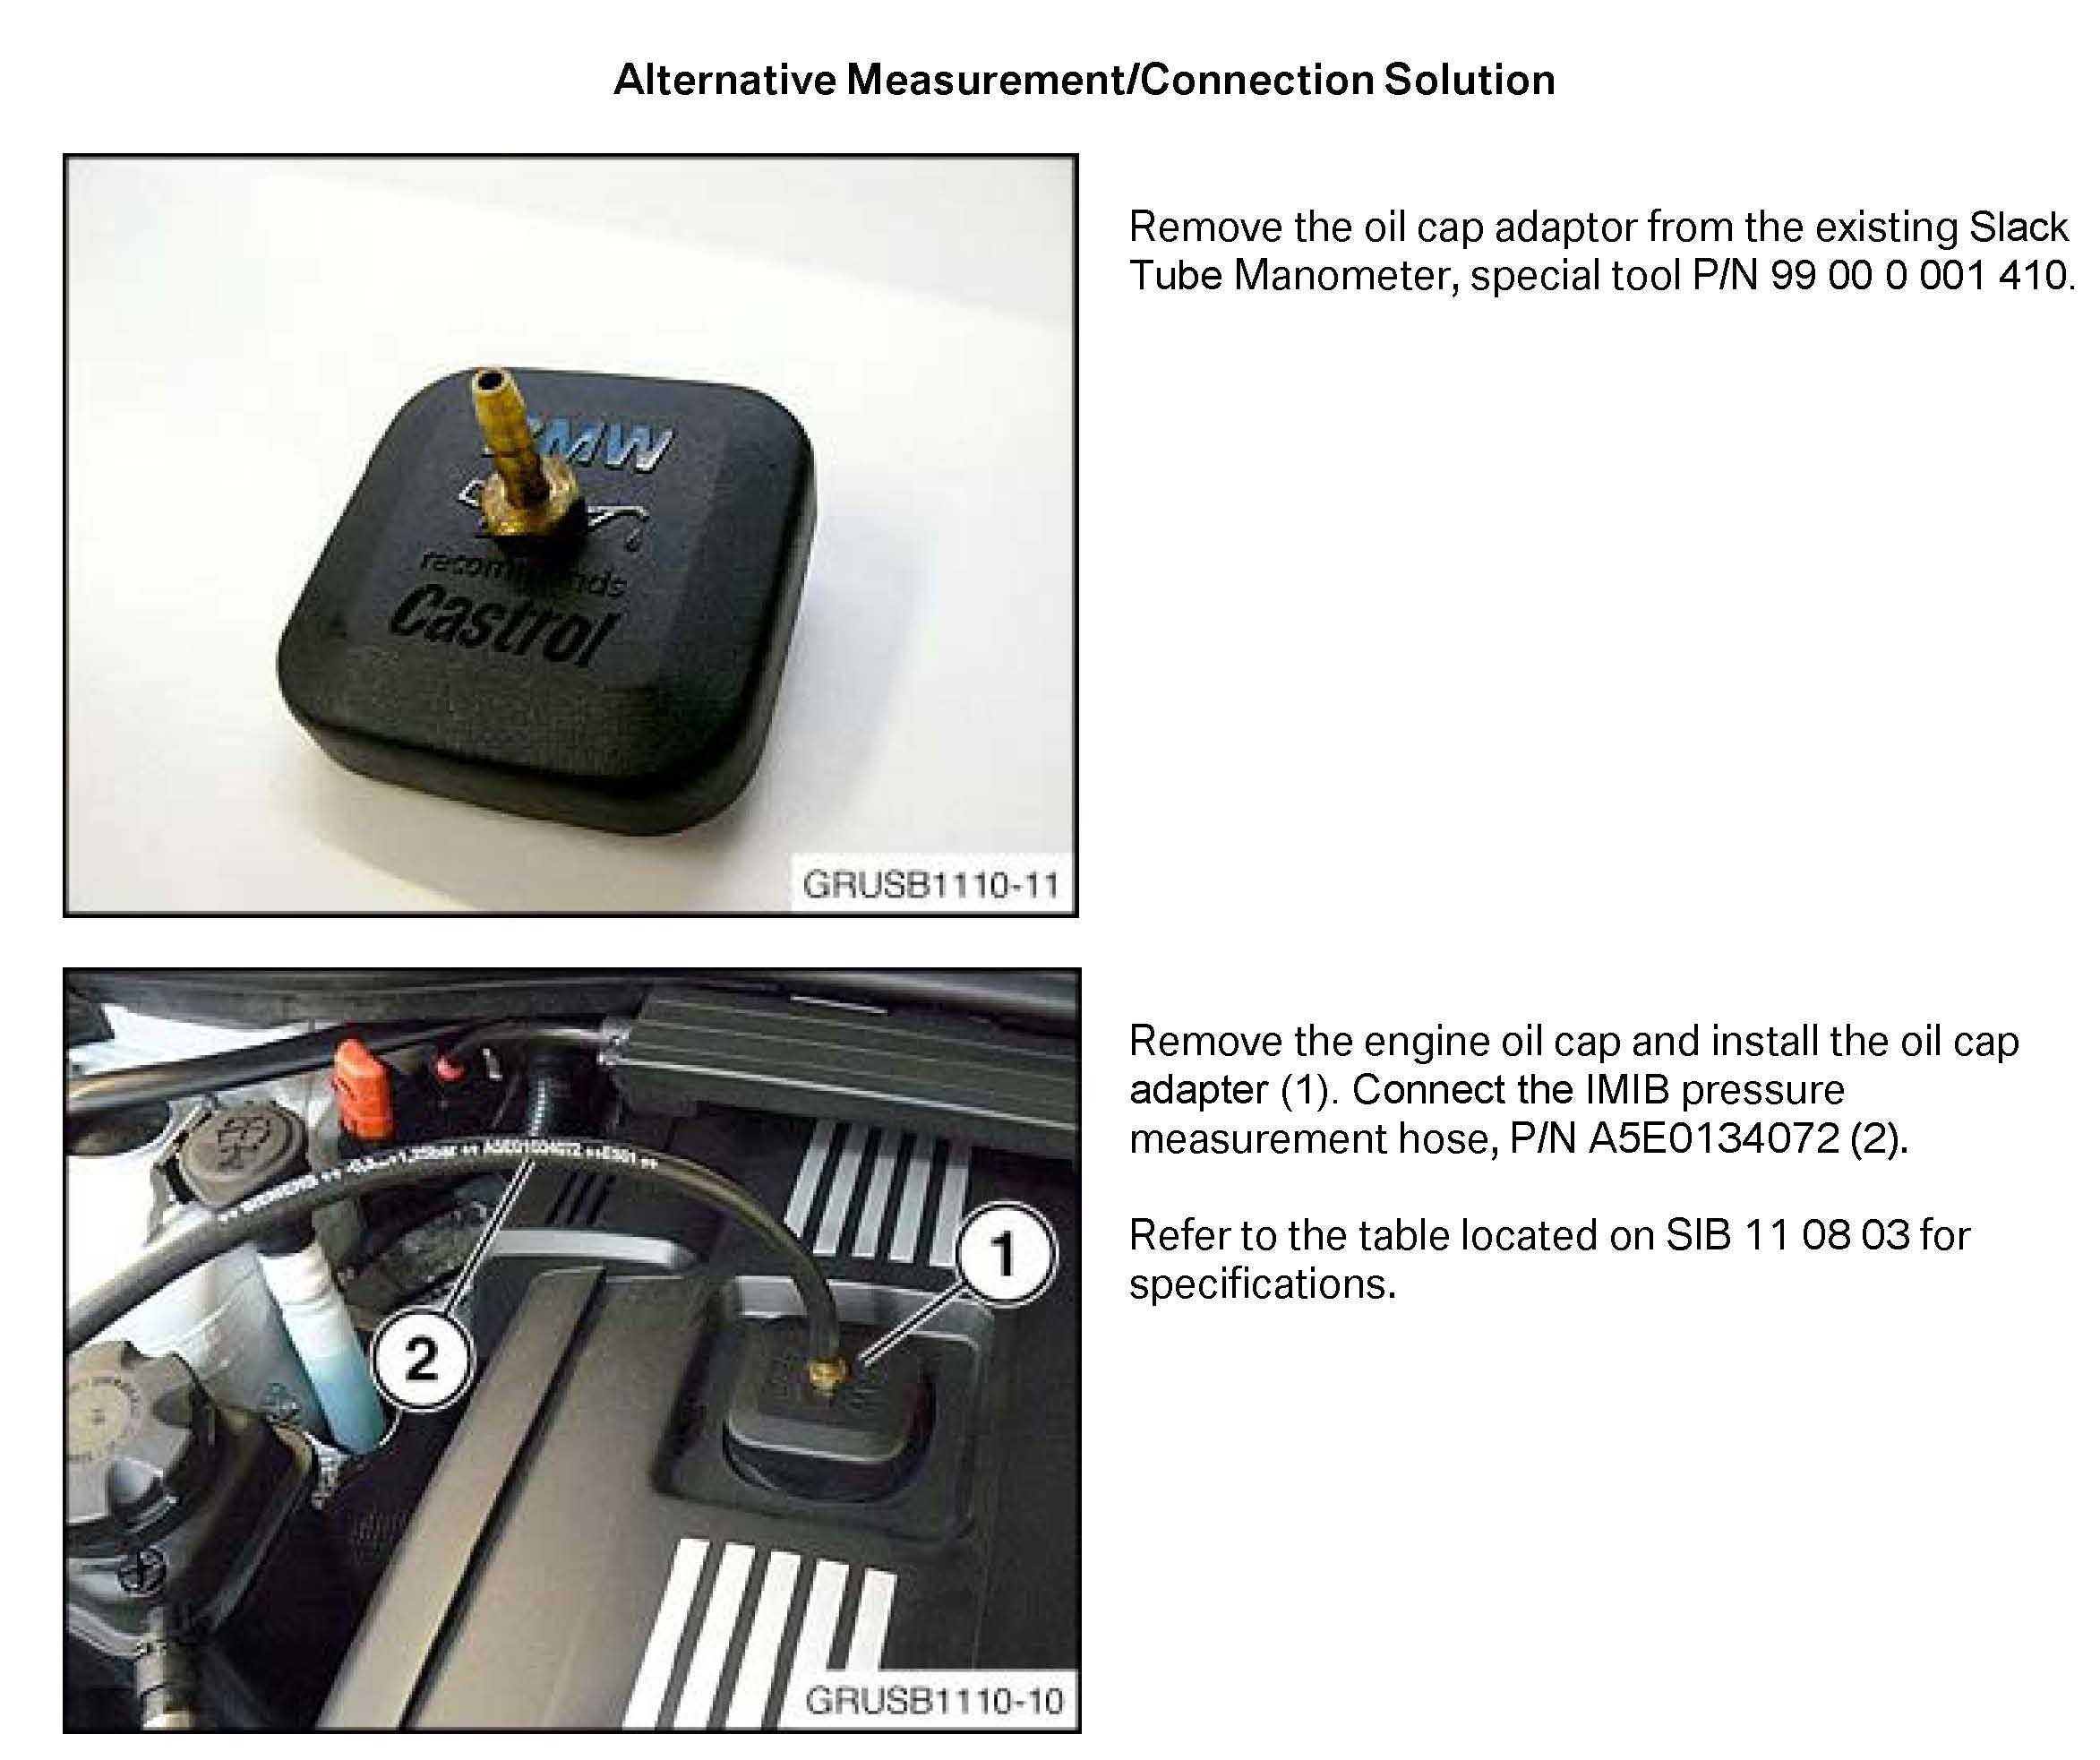 Alternative Measurement/Connection Solution
Remove the oil cap adaptor from the existing Slack
Tube Manometer, special tool P/N 99 00 0 001 410.
MW
Castrol
GRUSB1110-11
Remove the engine oil cap and install the oil cap
adapter (1). Connect the IMIB pressure
measurement hose, P/N A5E0134072 (2).
Refer to the table located on SIB 11 08 03 for
specifications.
1
2
GRUSB1110-10